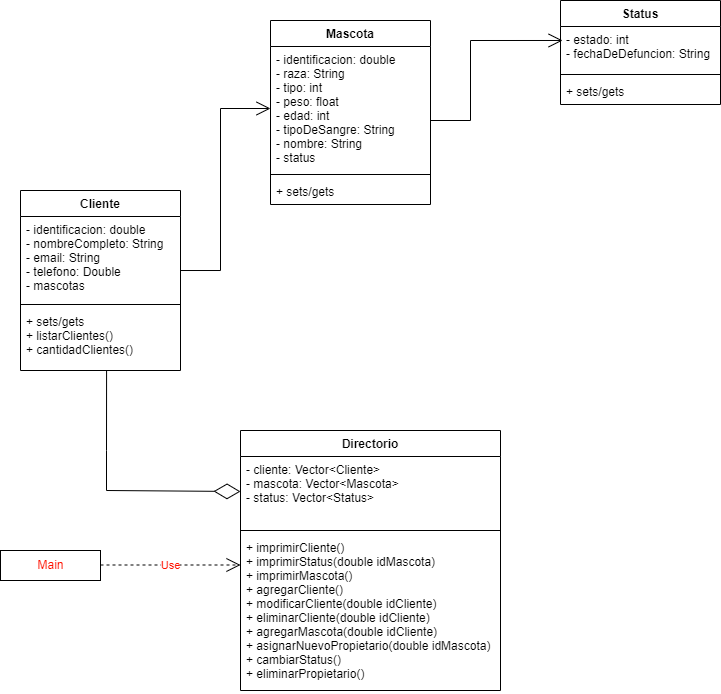 Status
- estado: int
- fechaDeDefuncion: String
+ sets/gets
Mascota
- identificacion: double
- raza: String
- tipo: int
- peso: float
- edad: int
- tipoDeSangre: String
- nombre: String
- status
+ sets/gets
Cliente
- identificacion: double
- nombreCompleto: String
- email: String
- telefono: Double
- mascotas
+ sets/gets
+ listarClientes()
+ cantidadClientes()
Directorio
- cliente: Vector<Cliente>
- mascota: Vector<Mascota>
- status: Vector<Status>
+ imprimirCliente()
+ imprimirStatus(double idMascota)
+ imprimirMascota()
+ agregarCliente()
+ modificarCliente(double idCliente)
+ eliminarCliente(double idCliente)
+ agregarMascota(double idCliente)
+ asignarNuevoPropietario(double idMascota)
+ cambiarStatus()
+ eliminarPropietario()
Main
Use